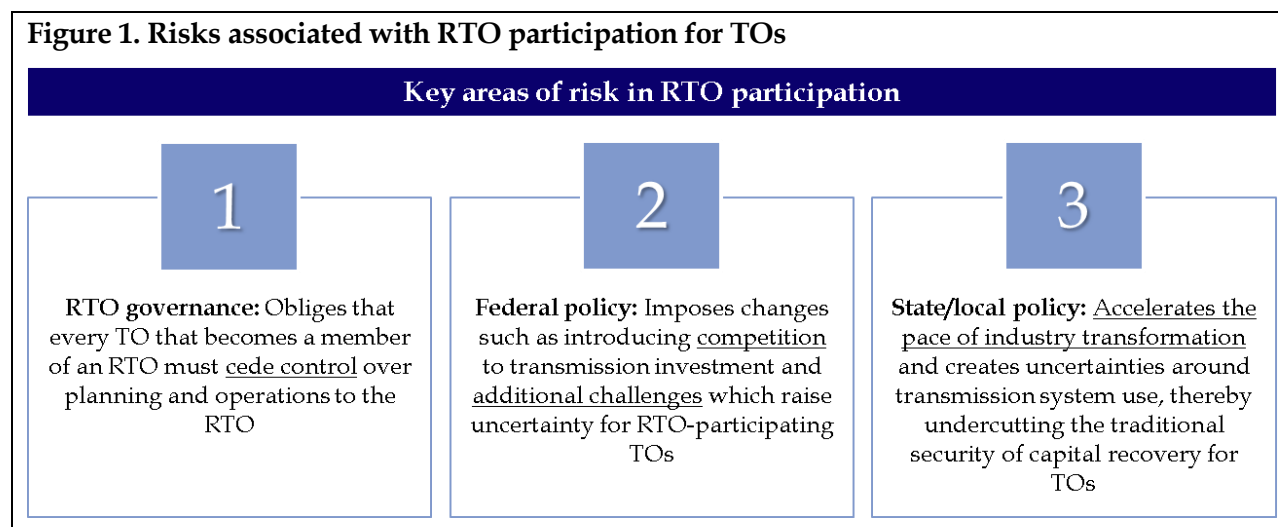 Figure 1. Risks associated with RTO participation for TOs
Key areas of risk in RTO participation
1
RTO governance: Obliges that
every TO that becomes a member
of an RTO must cede control over
planning and operations to the
RTO
2
Federal policy: Imposes changes
such as introducing competition
to transmission investment and
additional challenges which raise
uncertainty for RTO-participating
TOs
3
State/local policy: Accelerates the
pace of industry transformation
and creates uncertainties around
transmission system use, thereby
undercutting the traditional
security of capital recovery for
TOs